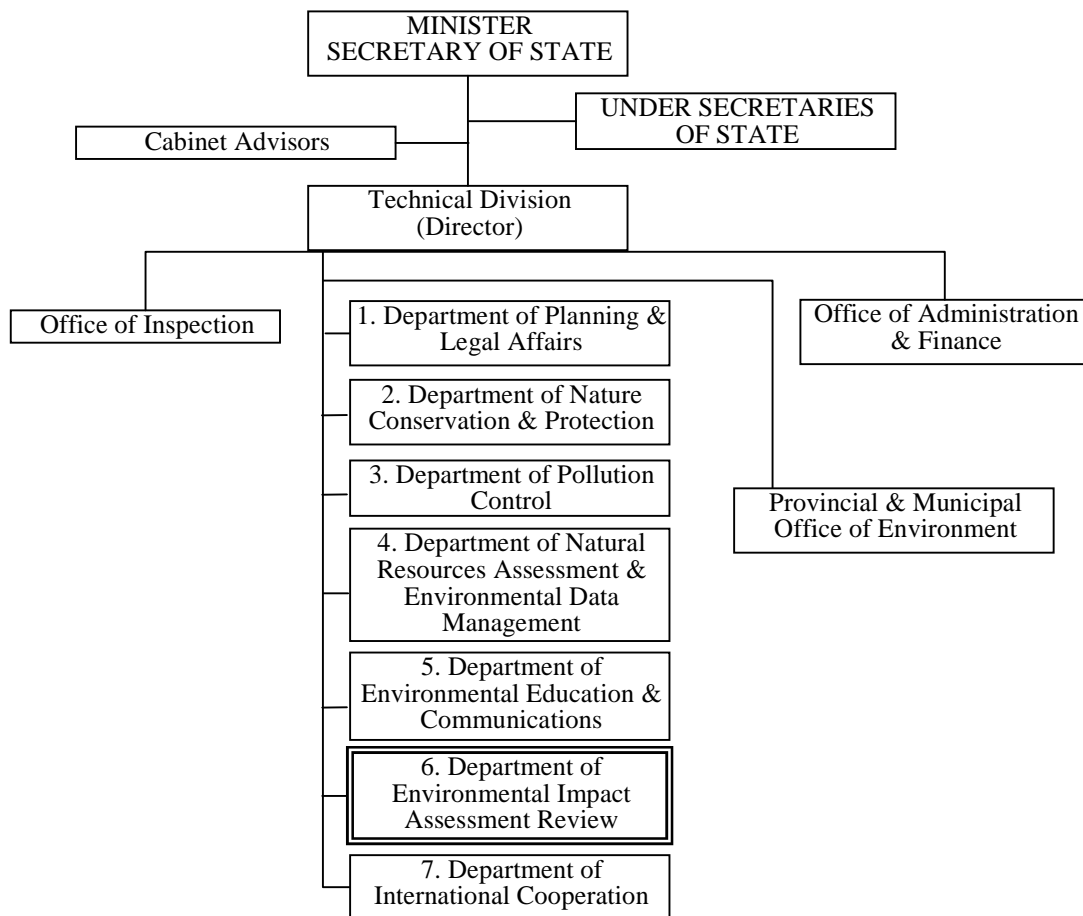 MINISTER
SECRETARY OF STATE
UNDER SECRETARIES
OF STATE
Cabinet Advisors
Technical Division
(Director)
Office of Inspection
1. Department of Planning &
Legal Affairs
Office of Administration
& Finance
2. Department of Nature
Conservation & Protection
3. Department of Pollution
Control
Provincial & Municipal
Office of Environment
4. Department of Natural
Resources Assessment &
Environmental Data
Management
5. Department of
Environmental Education &
Communications
6. Department of
Environmental Impact
Assessment Review
7. Department of
International Cooperation